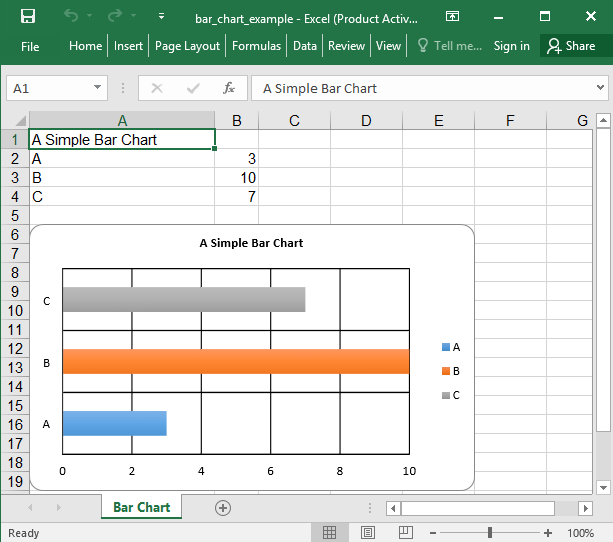 bar_chart_example - Excel (Product Activ...
File Home Insert Page Layout Formulas Data Review View Tell me... Sign in Share
A1 fx A Simple Bar Chart
A B C D E F G
1 A Simple Bar Chart
2 A 3
3 B 10
4 C 7
5
6
7
8
9
10
11
12
13
14
15
16
17
18
19
A Simple Bar Chart
C
B
A
0 2 4 6 8 10
A
B
C
Bar Chart
Ready 100%